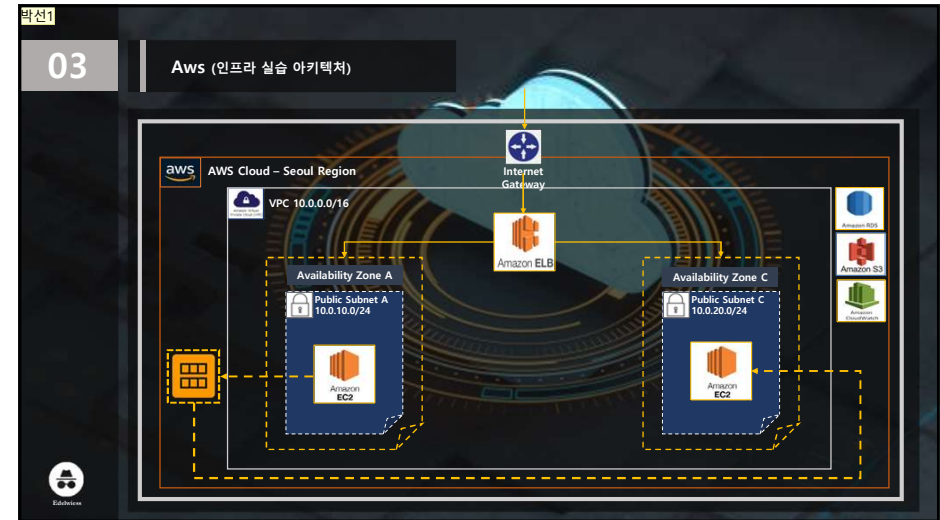 박선1
03
Aws (인프라 실습 아키텍처)
Internet
Gateway
aws
AWS Cloud – Seoul Region
VPC 10.0.0.0/16
Amazon RDS
Amazon ELB
Amazon S3
Availability Zone A
Availability Zone C
Public Subnet A
10.0.10.0/24
Public Subnet C
10.0.20.0/24
Amazon
CloudWatch
Amazon
EC2
Amazon
EC2
Edelwiess